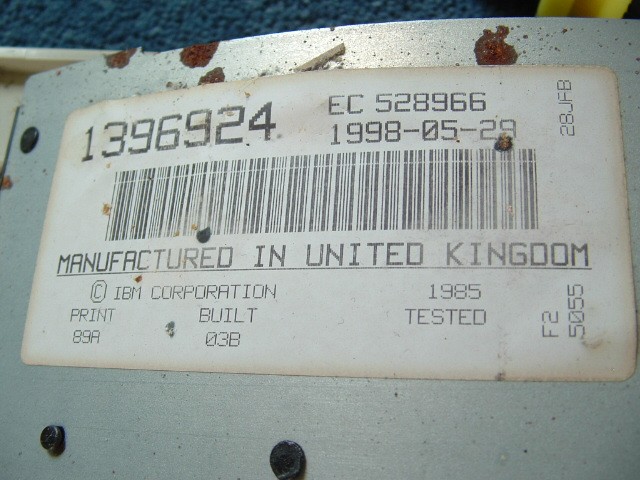 1396924
EC 528966
1998-05-29
28JFB
MANUFACTURED IN UNITED KINGDOM
© IBM CORPORATION 1985
PRINT BUILT TESTED
89A 03B
F2
5055